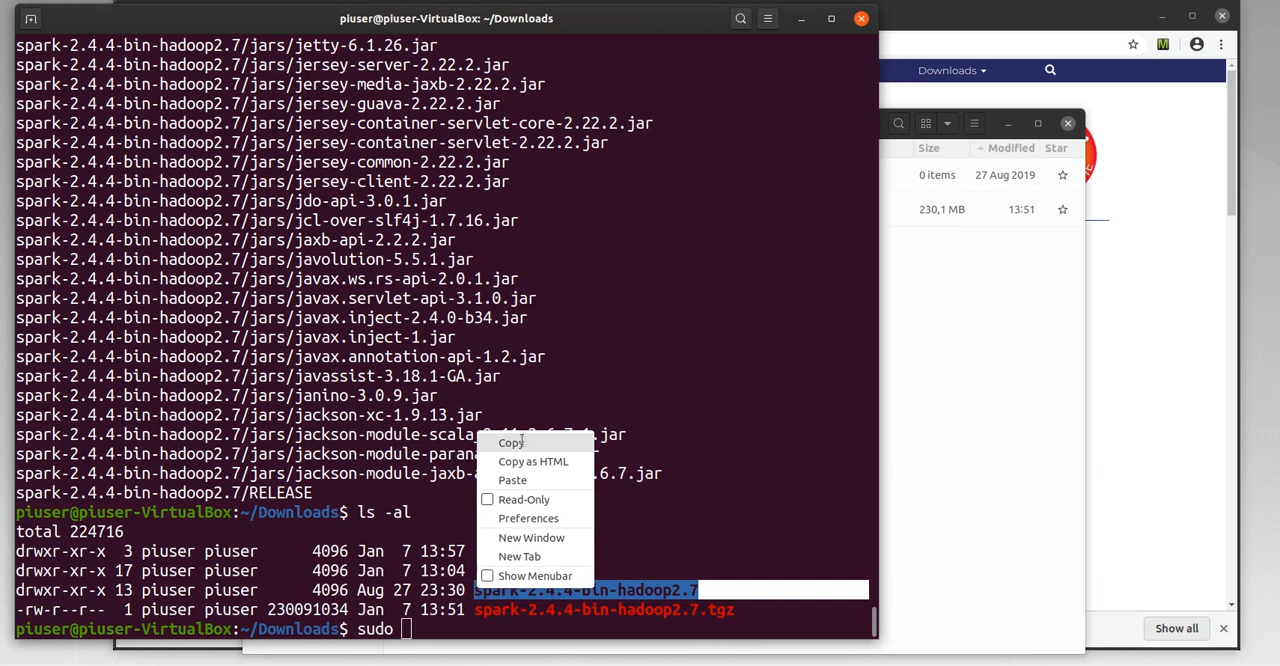 piuser@piuser-VirtualBox: ~/Downloads
spark-2.4.4-bin-hadoop2.7/jars/jetty-6.1.26.jar
spark-2.4.4-bin-hadoop2.7/jars/jersey-server-2.22.2.jar
spark-2.4.4-bin-hadoop2.7/jars/jersey-media-jaxb-2.22.2.jar
spark-2.4.4-bin-hadoop2.7/jars/jersey-guava-2.22.2.jar
spark-2.4.4-bin-hadoop2.7/jars/jersey-container-servlet-core-2.22.2.jar
spark-2.4.4-bin-hadoop2.7/jars/jersey-container-servlet-2.22.2.jar
spark-2.4.4-bin-hadoop2.7/jars/jersey-common-2.22.2.jar
spark-2.4.4-bin-hadoop2.7/jars/jersey-client-2.22.2.jar
spark-2.4.4-bin-hadoop2.7/jars/jdo-api-3.0.1.jar
spark-2.4.4-bin-hadoop2.7/jars/jcl-over-slf4j-1.7.16.jar
spark-2.4.4-bin-hadoop2.7/jars/jaxb-api-2.2.2.jar
spark-2.4.4-bin-hadoop2.7/jars/javolution-5.5.1.jar
spark-2.4.4-bin-hadoop2.7/jars/javax.ws.rs-api-2.0.1.jar
spark-2.4.4-bin-hadoop2.7/jars/javax.servlet-api-3.1.0.jar
spark-2.4.4-bin-hadoop2.7/jars/javax.inject-2.4.0-b34.jar
spark-2.4.4-bin-hadoop2.7/jars/javax.inject-1.jar
spark-2.4.4-bin-hadoop2.7/jars/javax.annotation-api-1.2.jar
spark-2.4.4-bin-hadoop2.7/jars/javassist-3.18.1-GA.jar
spark-2.4.4-bin-hadoop2.7/jars/janino-3.0.9.jar
spark-2.4.4-bin-hadoop2.7/jars/jackson-xc-1.9.13.jar
spark-2.4.4-bin-hadoop2.7/jars/jackson-module-scala_2.11-2.6.7.1.jar
spark-2.4.4-bin-hadoop2.7/jars/jackson-module-parana
spark-2.4.4-bin-hadoop2.7/jars/jackson-module-jaxb-a .6.7.jar
spark-2.4.4-bin-hadoop2.7/RELEASE
piuser@piuser-VirtualBox:~/Downloads$ ls -al
total 224716
drwxr-xr-x 3 piuser piuser 4096 Jan 7 13:57
drwxr-xr-x 17 piuser piuser 4096 Jan 7 13:04
drwxr-xr-x 13 piuser piuser 4096 Aug 27 23:30 spark-2.4.4-bin-hadoop2.7
-rw-r--r-- 1 piuser piuser 230091034 Jan 7 13:51 spark-2.4.4-bin-hadoop2.7.tgz
piuser@piuser-VirtualBox:~/Downloads$ sudo
Copy
Copy as HTML
Paste
Read-Only
Preferences
New Window
New Tab
Show Menubar
Downloads
Size Modified Star
0 items 27 Aug 2019
230,1 MB 13:51
Show all